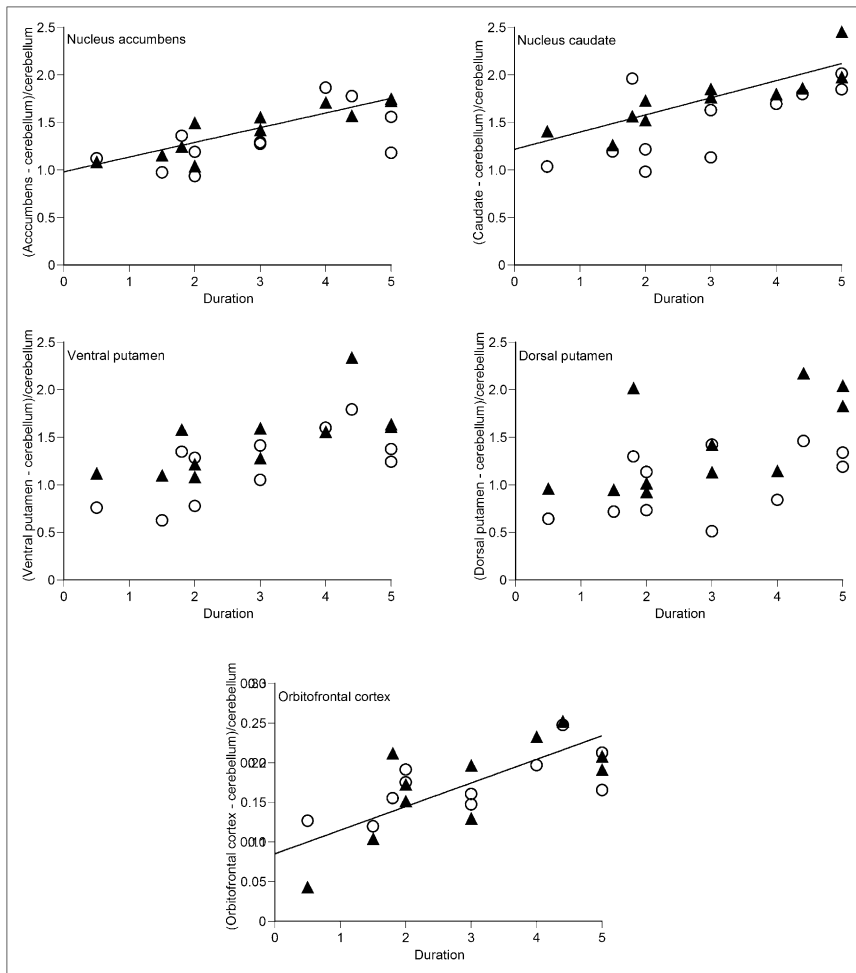 Nucleus accumbens
(Acccumbens - cerebellum)/cerebellum
2.5
2.0
1.5
1.0
0.5
0
0 1 2 3 4 5
Duration
Nucleus caudate
(Caudate - cerebellum)/cerebellum
2.5
2.0
1.5
1.0
0.5
0
0 1 2 3 4 5
Duration
Ventral putamen
(Ventral putamen - cerebellum)/cerebellum
2.5
2.0
1.5
1.0
0.5
0
0 1 2 3 4 5
Duration
Dorsal putamen
(Dorsal putamen - cerebellum)/cerebellum
2.5
2.0
1.5
1.0
0.5
0
0 1 2 3 4 5
Duration
Orbitofrontal cortex
(Orbitofrontal cortex - cerebellum)/cerebellum
0.25
0.15
0.05
0
0 1 2 3 4 5
Duration